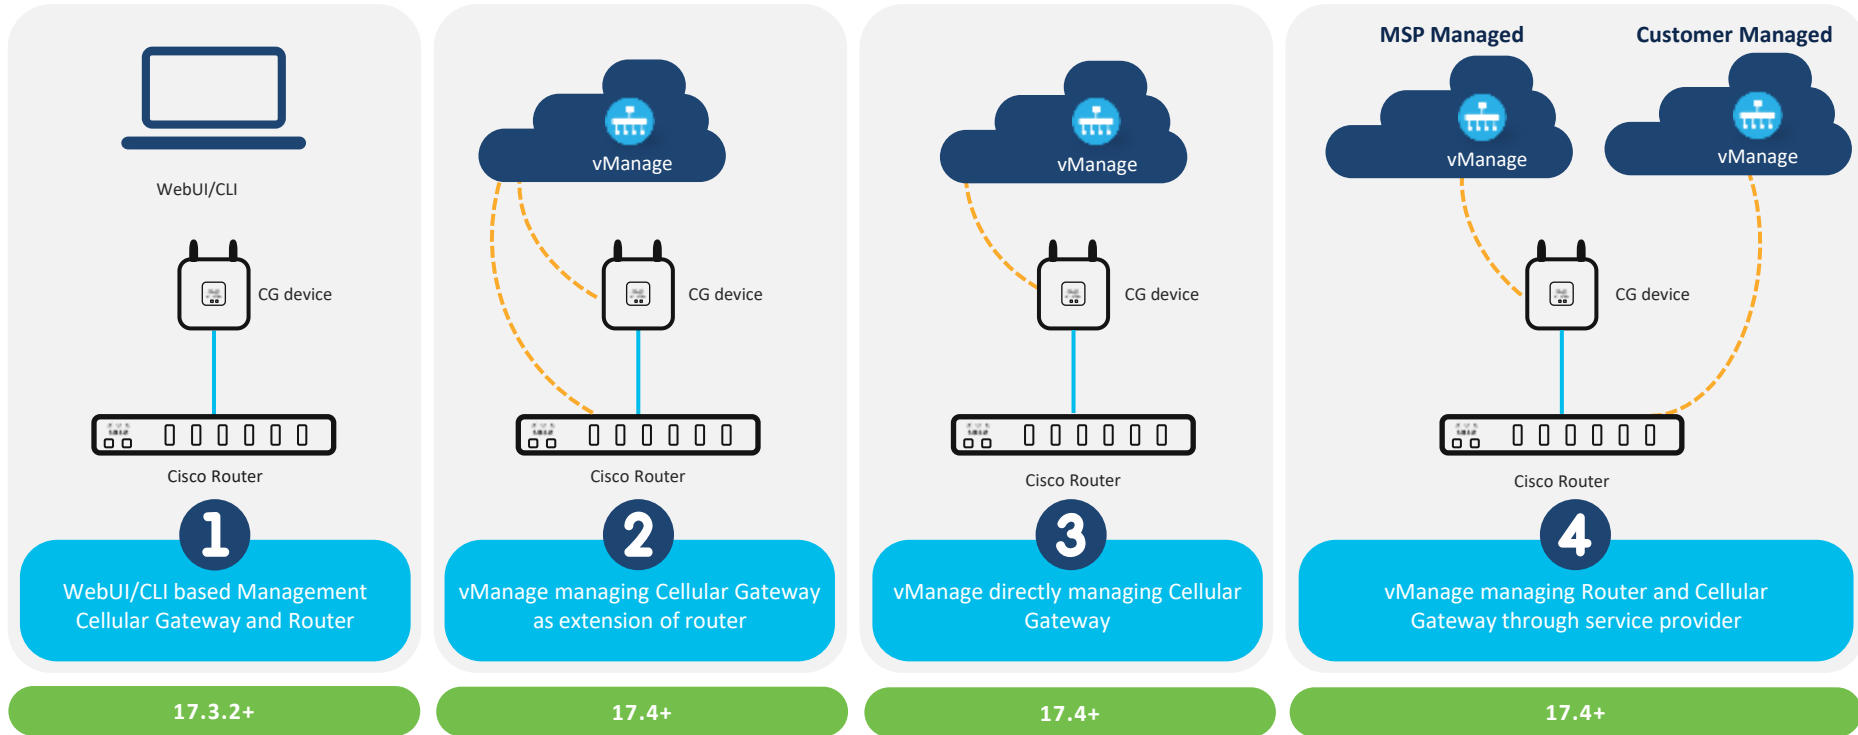 WebUI/CLI
CG device
Cisco Router
1
WebUI/CLI based Management
Cellular Gateway and Router
17.3.2+
vManage
CG device
Cisco Router
2
vManage managing Cellular Gateway
as extension of router
17.4+
vManage
CG device
Cisco Router
3
vManage directly managing Cellular
Gateway
17.4+
MSP Managed
Customer Managed
vManage
vManage
CG device
Cisco Router
4
vManage managing Router and Cellular
Gateway through service provider
17.4+